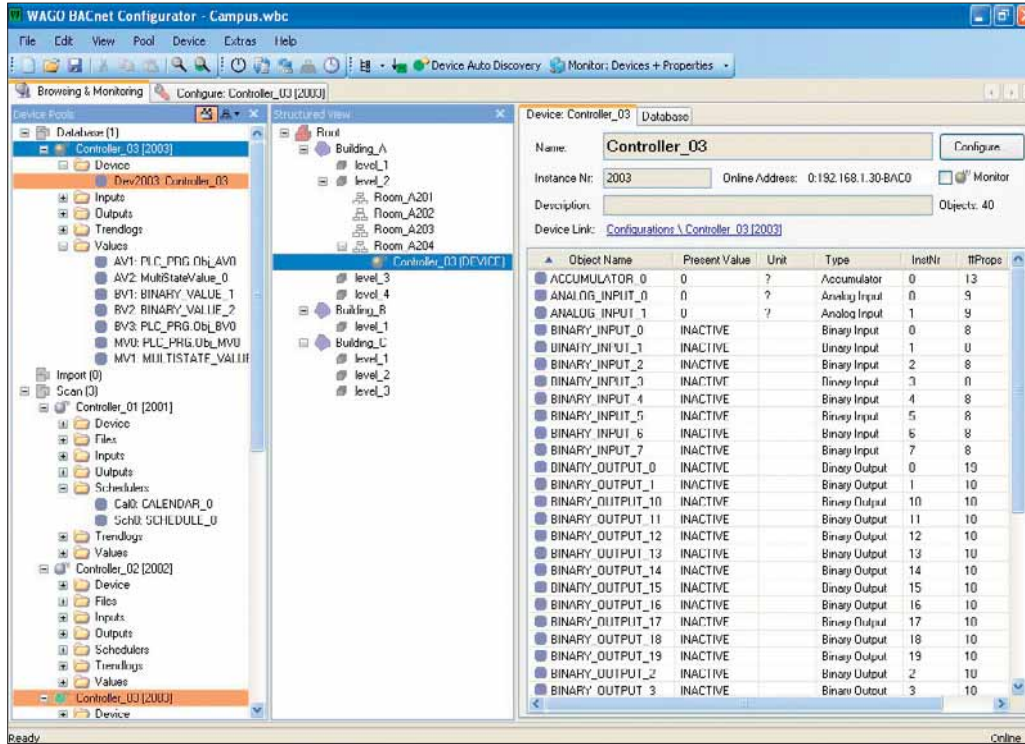 WAGO BACnet Configurator - Campus.wbc
File Edit View Pool Device Extras Help
Device Auto Discovery Monitor: Devices + Properties
Browsing & Monitoring Configure: Controller_03 [2003]
Device Pools
Database (1)
Controller_03 [2003]
Device
Dev2003: Controller_03
Inputs
Outputs
Trendlogs
Values
AV1: PLC_PRG.Obj_AV0
AV2: MultiStateValue_0
BV1: BINARY_VALUE_1
BV2: BINARY_VALUE_2
BV3: PLC_PRG.Obj_BV0
MV0: PLC_PRG.Obj_MV0
MV1: MULTISTATE_VALUE
Import (0)
Scan (3)
Controller_01 [2001]
Device
Files
Inputs
Outputs
Schedulers
Cal0: CALENDAR_0
Sch0: SCHEDULE_0
Trendlogs
Values
Controller_02 [2002]
Device
Files
Inputs
Outputs
Schedulers
Trendlogs
Values
Controller_03 [2003]
Device
Structured View
Root
Building_A
level_1
level_2
Room_A201
Room_A202
Room_A203
Room_A204
Controller_03 (DEVICE)
level_3
level_4
Building_B
level_1
Building_C
level_1
level_2
level_3
Device: Controller_03 Database
Name: Controller_03 Configure...
Instance Nr: 2003 Online Address: 0:192.168.1.30-BAC0 Monitor
Description: Objects: 40
Device Link: Configurations \ Controller_03 [2003]
Object Name Present Value Unit Type InstNr #Props
ACCUMULATOR_0 0 ? Accumulator 0 13
ANALOG_INPUT_0 0 ? Analog Input 0 9
ANALOG_INPUT_1 0 ? Analog Input 1 9
BINARY_INPUT_0 INACTIVE Binary Input 0 8
BINARY_INPUT_1 INACTIVE Binary Input 1 8
BINARY_INPUT_2 INACTIVE Binary Input 2 8
BINARY_INPUT_3 INACTIVE Binary Input 3 8
BINARY_INPUT_4 INACTIVE Binary Input 4 8
BINARY_INPUT_5 INACTIVE Binary Input 5 8
BINARY_INPUT_6 INACTIVE Binary Input 6 8
BINARY_INPUT_7 INACTIVE Binary Input 7 8
BINARY_OUTPUT_0 INACTIVE Binary Output 0 19
BINARY_OUTPUT_1 INACTIVE Binary Output 1 10
BINARY_OUTPUT_10 INACTIVE Binary Output 10 10
BINARY_OUTPUT_11 INACTIVE Binary Output 11 10
BINARY_OUTPUT_12 INACTIVE Binary Output 12 10
BINARY_OUTPUT_13 INACTIVE Binary Output 13 10
BINARY_OUTPUT_14 INACTIVE Binary Output 14 10
BINARY_OUTPUT_15 INACTIVE Binary Output 15 10
BINARY_OUTPUT_16 INACTIVE Binary Output 16 10
BINARY_OUTPUT_17 INACTIVE Binary Output 17 10
BINARY_OUTPUT_18 INACTIVE Binary Output 18 10
BINARY_OUTPUT_19 INACTIVE Binary Output 19 10
BINARY_OUTPUT_2 INACTIVE Binary Output 2 10
BINARY_OUTPUT_3 INACTIVE Binary Output 3 10
Ready Online